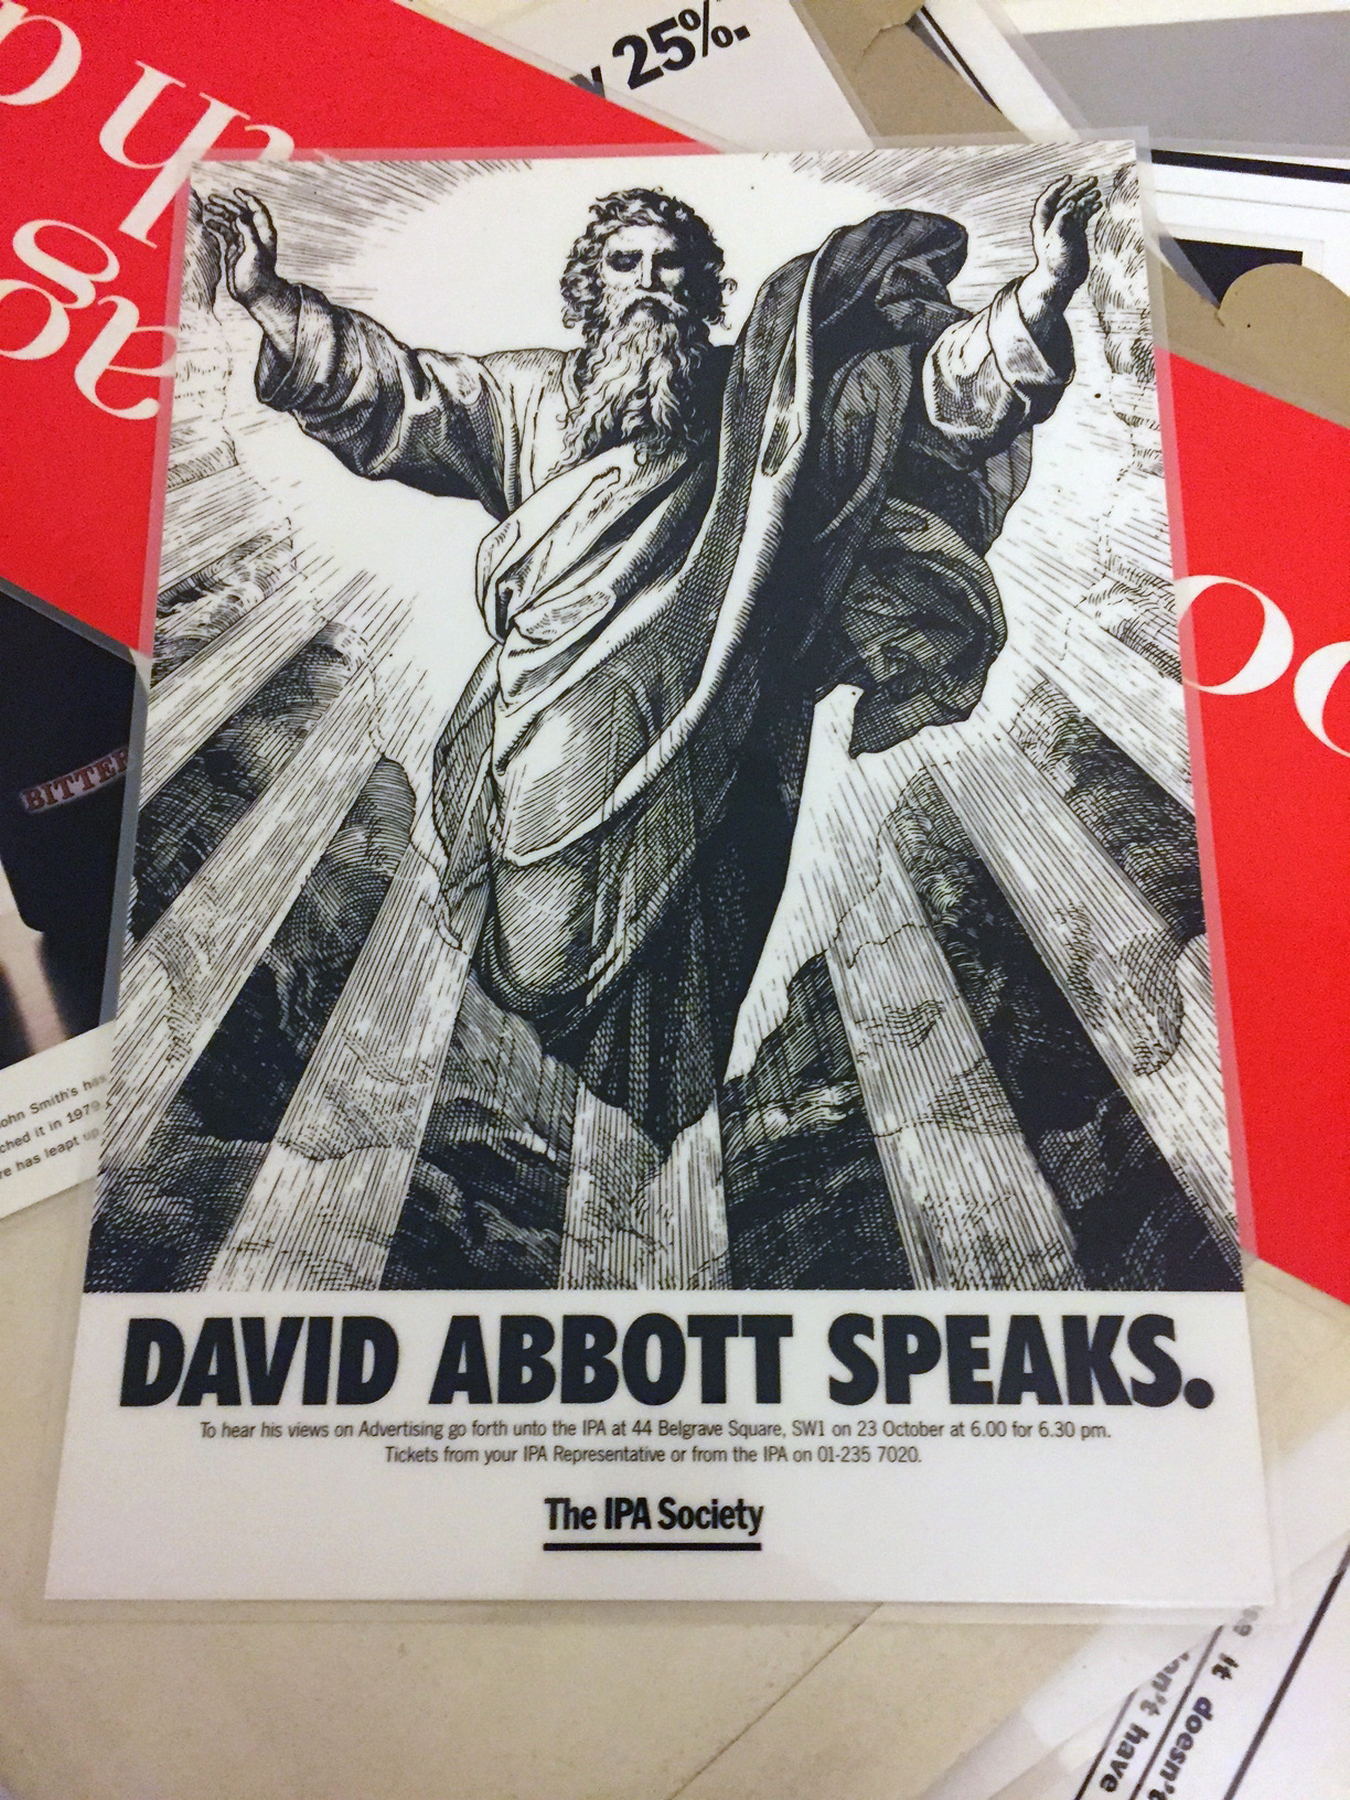 25%.
BITTER
John Smith's has
ched it in 1979
re has leapt up
DAVID ABBOTT SPEAKS.
To hear his views on Advertising go forth unto the IPA at 44 Belgrave Square, SW1 on 23 October at 6.00 for 6.30 pm.
Tickets from your IPA Representative or from the IPA on 01-235 7020.
The IPA Society
it doesn't
don't have